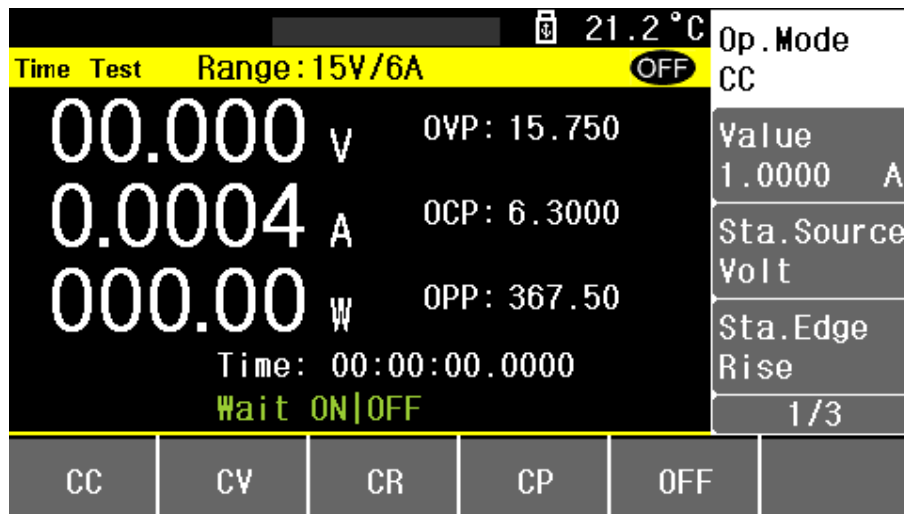 21.2°C
Time Test Range:15V/6A OFF
00.000 V OVP: 15.750
0.0004 A OCP: 6.3000
000.00 W OPP: 367.50
Time: 00:00:00.0000
Wait ON|OFF
Op.Mode
CC
Value
1.0000 A
Sta.Source
Volt
Sta.Edge
Rise
1/3
CC CV CR CP OFF